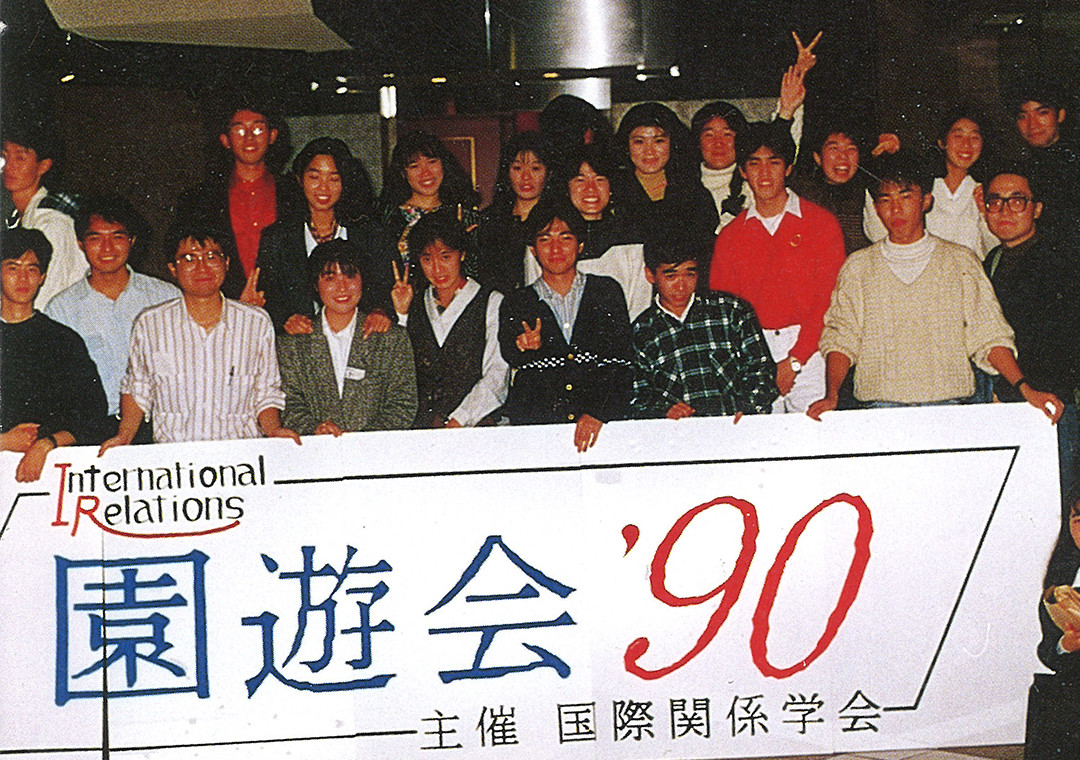 International
Relations
園遊会 '90
主催 国際関係学会